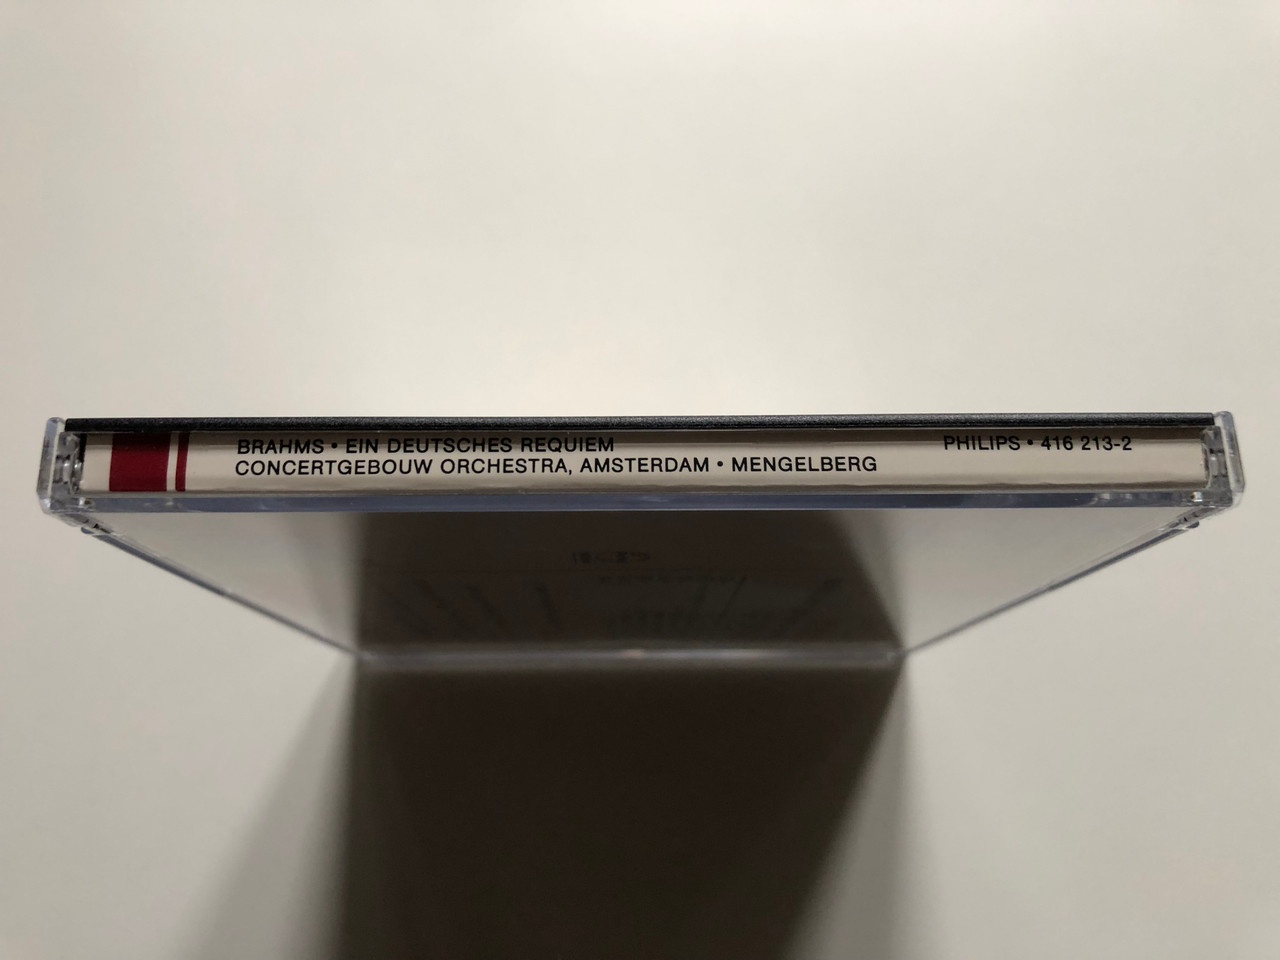 BRAHMS • EIN DEUTSCHES REQUIEM
CONCERTGEBOUW ORCHESTRA, AMSTERDAM • MENGELBERG
PHILIPS • 416 213-2